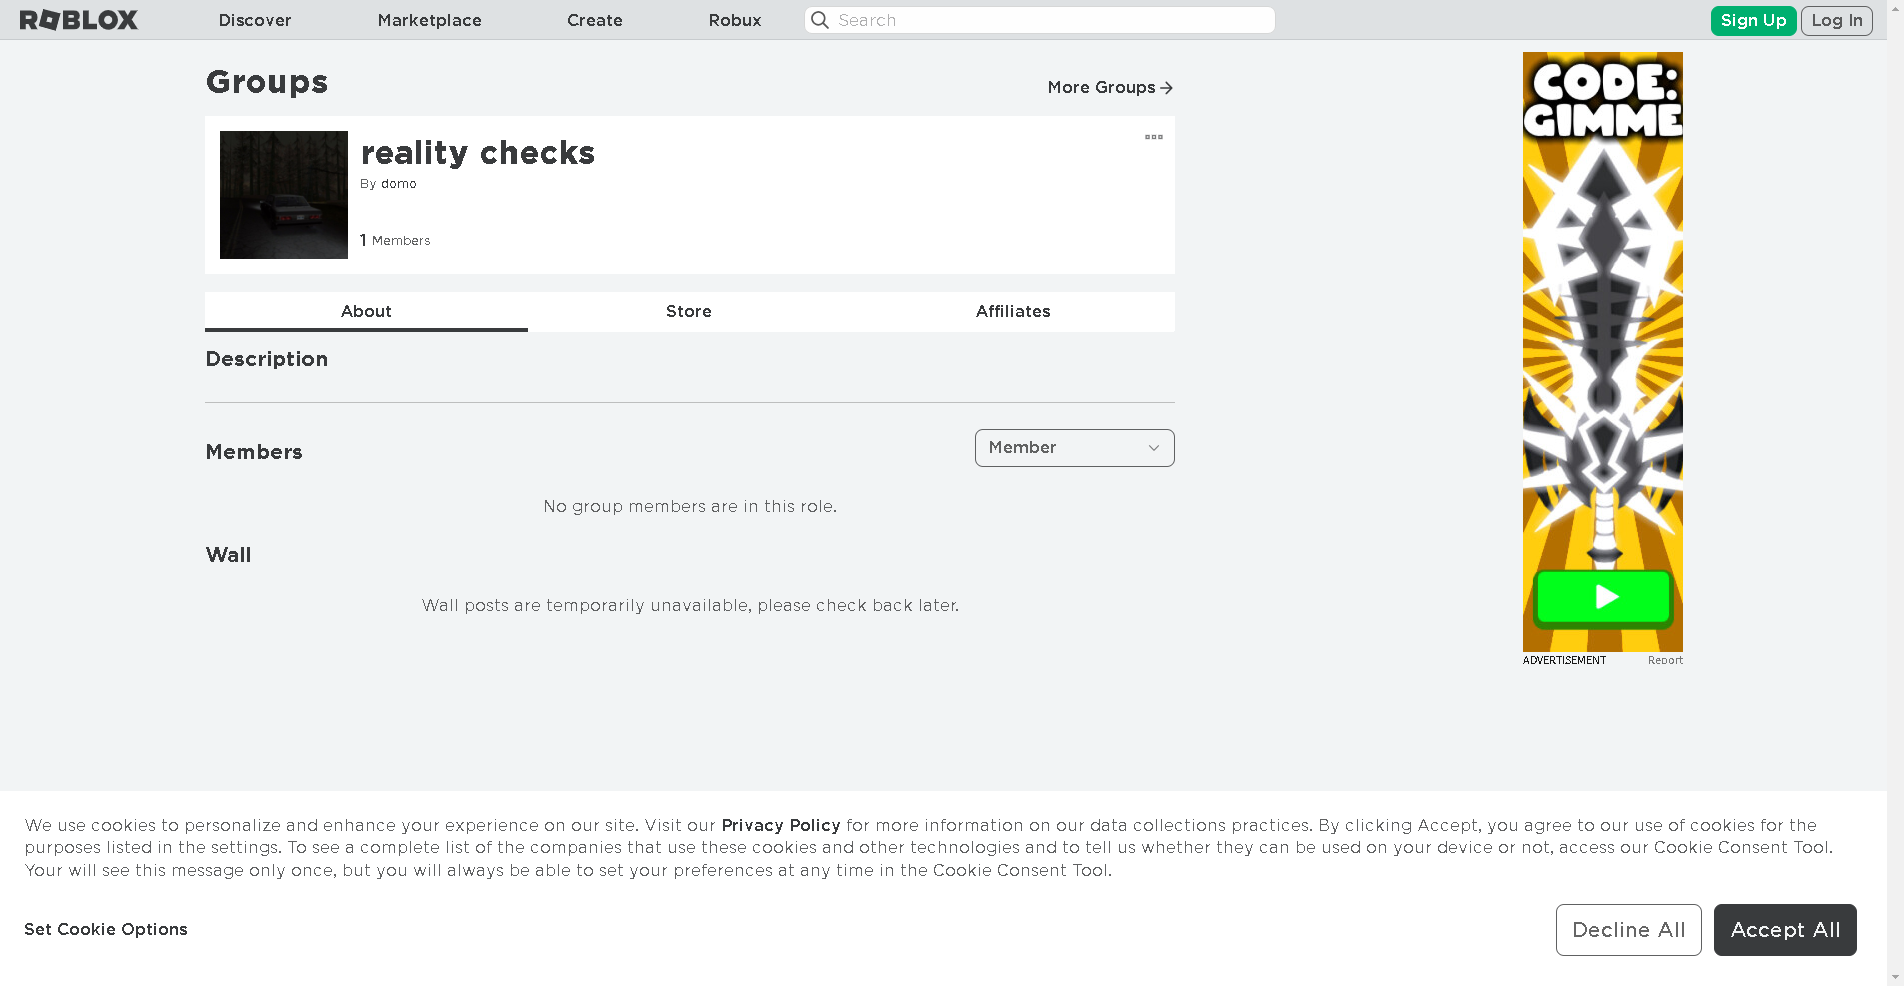 ROBLOX
Discover
Marketplace
Create
Robux
Search
Sign Up
Log In
Groups
More Groups
reality checks
By domo
1 Members
About
Store
Affiliates
Description
Members
Member
No group members are in this role.
Wall
Wall posts are temporarily unavailable, please check back later.
CODE:
GIMME
ADVERTISEMENT
Report
We use cookies to personalize and enhance your experience on our site. Visit our Privacy Policy for more information on our data collections practices. By clicking Accept, you agree to our use of cookies for the
purposes listed in the settings. To see a complete list of the companies that use these cookies and other technologies and to tell us whether they can be used on your device or not, access our Cookie Consent Tool.
Your will see this message only once, but you will always be able to set your preferences at any time in the Cookie Consent Tool.
Set Cookie Options
Decline All
Accept All